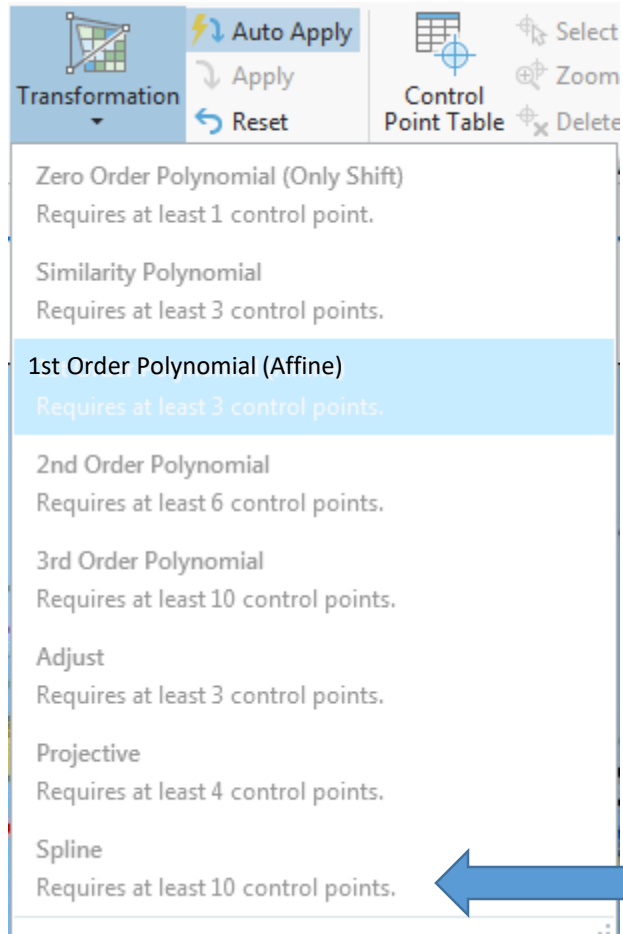 Transformation
Auto Apply
Apply
Reset
Control
Point Table
Select
Zoom
Delete
Zero Order Polynomial (Only Shift)
Requires at least 1 control point.
Similarity Polynomial
Requires at least 3 control points.
1st Order Polynomial (Affine)
Requires at least 3 control points.
2nd Order Polynomial
Requires at least 6 control points.
3rd Order Polynomial
Requires at least 10 control points.
Adjust
Requires at least 3 control points.
Projective
Requires at least 4 control points.
Spline
Requires at least 10 control points.